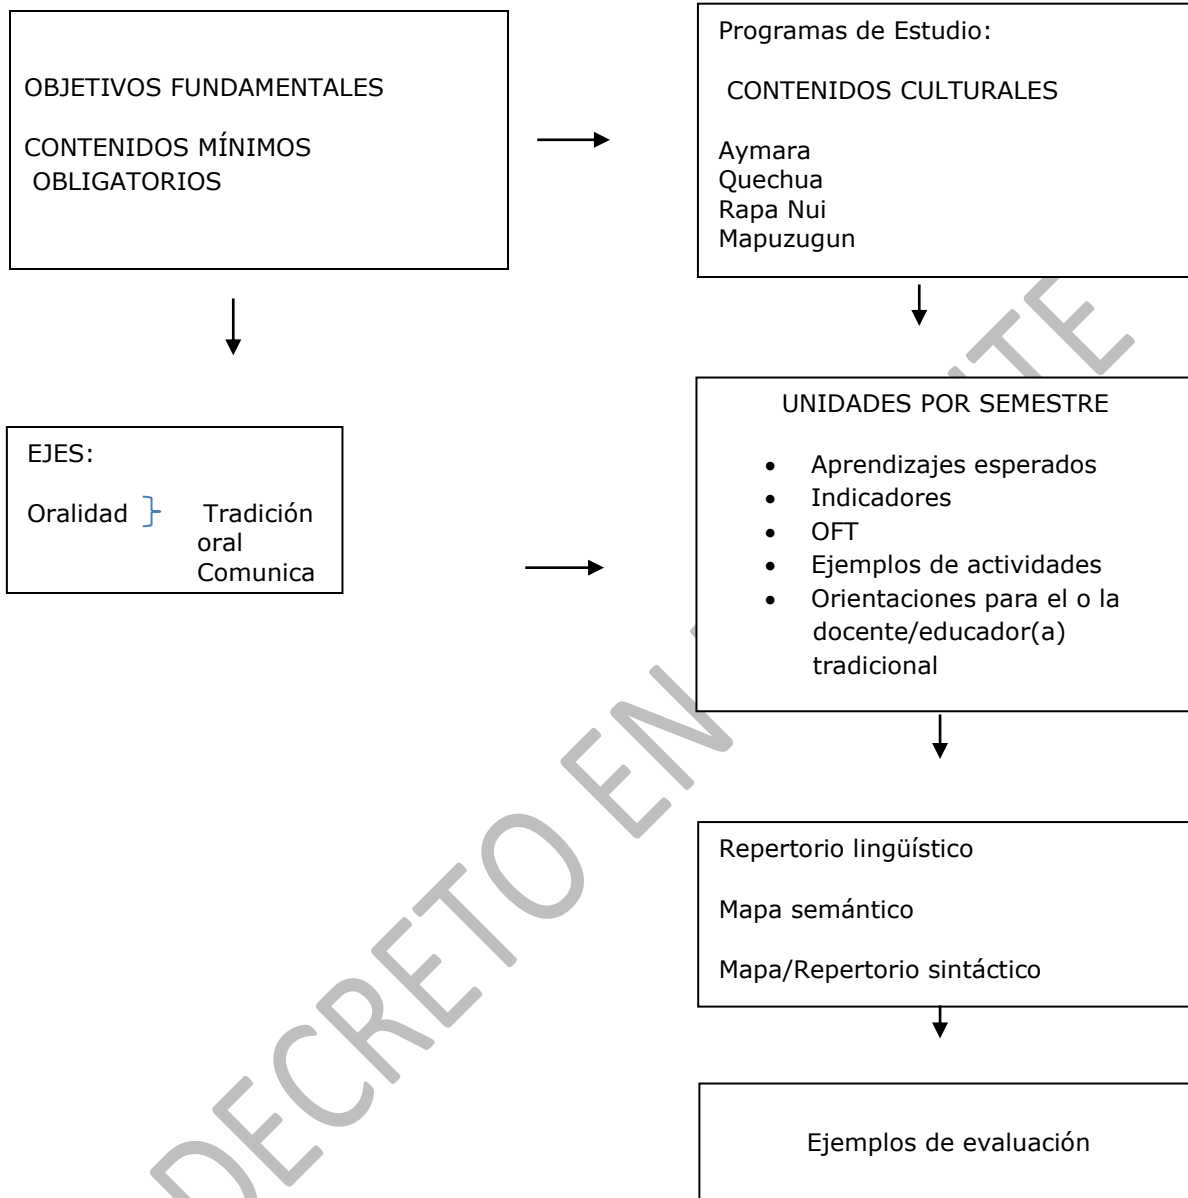 OBJETIVOS FUNDAMENTALES
CONTENIDOS MÍNIMOS
OBLIGATORIOS
Programas de Estudio:
CONTENIDOS CULTURALES
Aymara
Quechua
Rapa Nui
Mapuzugun
EJES:
Oralidad } Tradición
oral
Comunica
UNIDADES POR SEMESTRE
• Aprendizajes esperados
• Indicadores
• OFT
• Ejemplos de actividades
• Orientaciones para el o la
docente/educador(a)
tradicional
Repertorio lingüístico
Mapa semántico
Mapa/Repertorio sintáctico
Ejemplos de evaluación
DECRETO EN